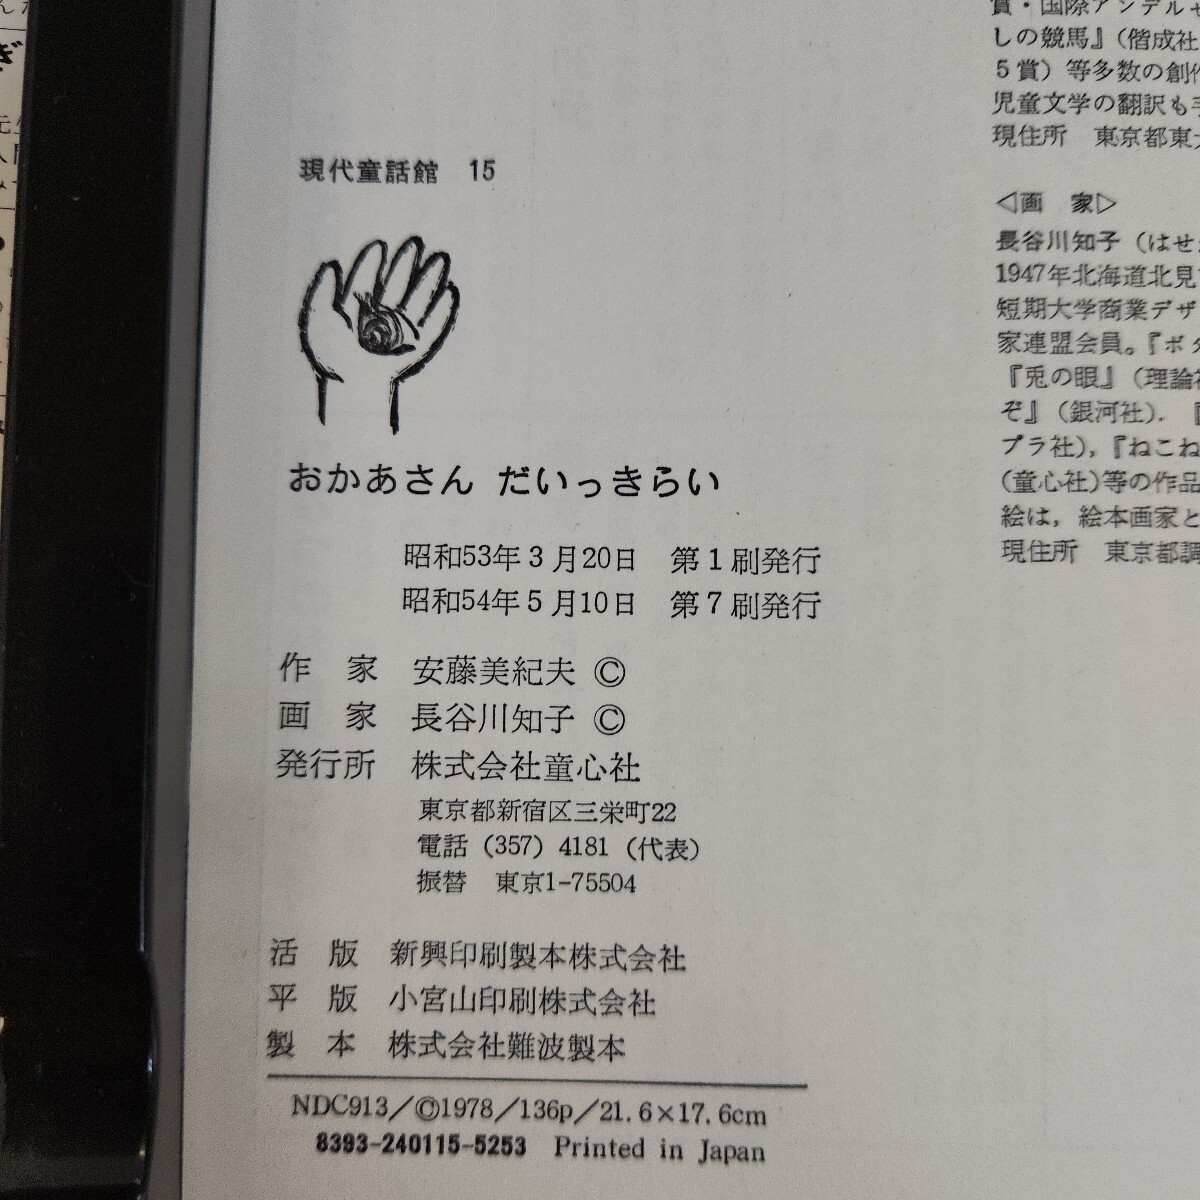 現代童話館 15
おかあさん だいっきらい
昭和53年3月20日 第1刷発行
昭和54年5月10日 第7刷発行
作 家 安藤美紀夫 ©
画 家 長谷川知子 ©
発行所 株式会社童心社
東京都新宿区三栄町22
電話 (357) 4181 (代表)
振替 東京1-75504
活 版 新興印刷製本株式会社
平 版 小宮山印刷株式会社
製 本 株式会社難波製本
NDC913/©1978/136p/21.6×17.6cm
8393-240115-5253 Printed in Japan
賞・国際アンデルセ
しの競馬』(偕成社
5賞) 等多数の創作
児童文学の翻訳も手
現住所 東京都東大
◁画 家▷
長谷川知子 (はせ
1947年北海道北見
短期大学商業デザ
家連盟会員。『ボタ
『兎の眼』(理論社
ぞ』(銀河社).『
プラ社),『ねこね
(童心社)等の作品
絵は, 絵本画家と
現住所 東京都調